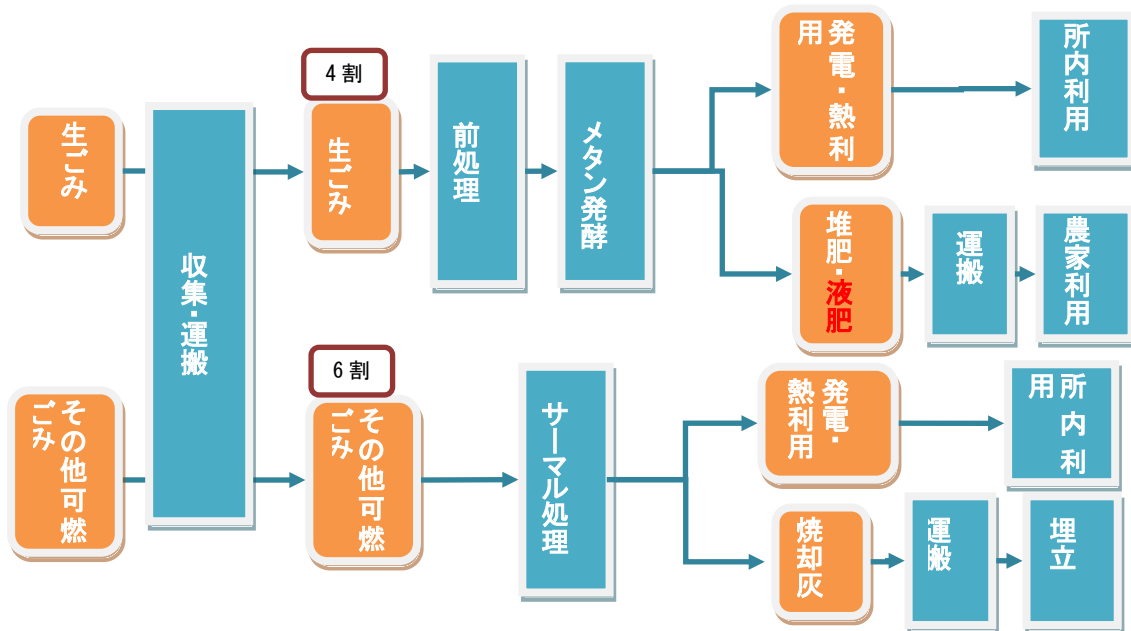 生ごみ
その他可燃
ごみ
収集・運搬
4割
生ごみ
前処理
メタン発酵
発電・熱利
用
所内利用
堆肥・液肥
運搬
農家利用
6割
その他可燃
ごみ
サーマル処理
発電・
熱利用
所内利
用
焼却灰
運搬
埋立